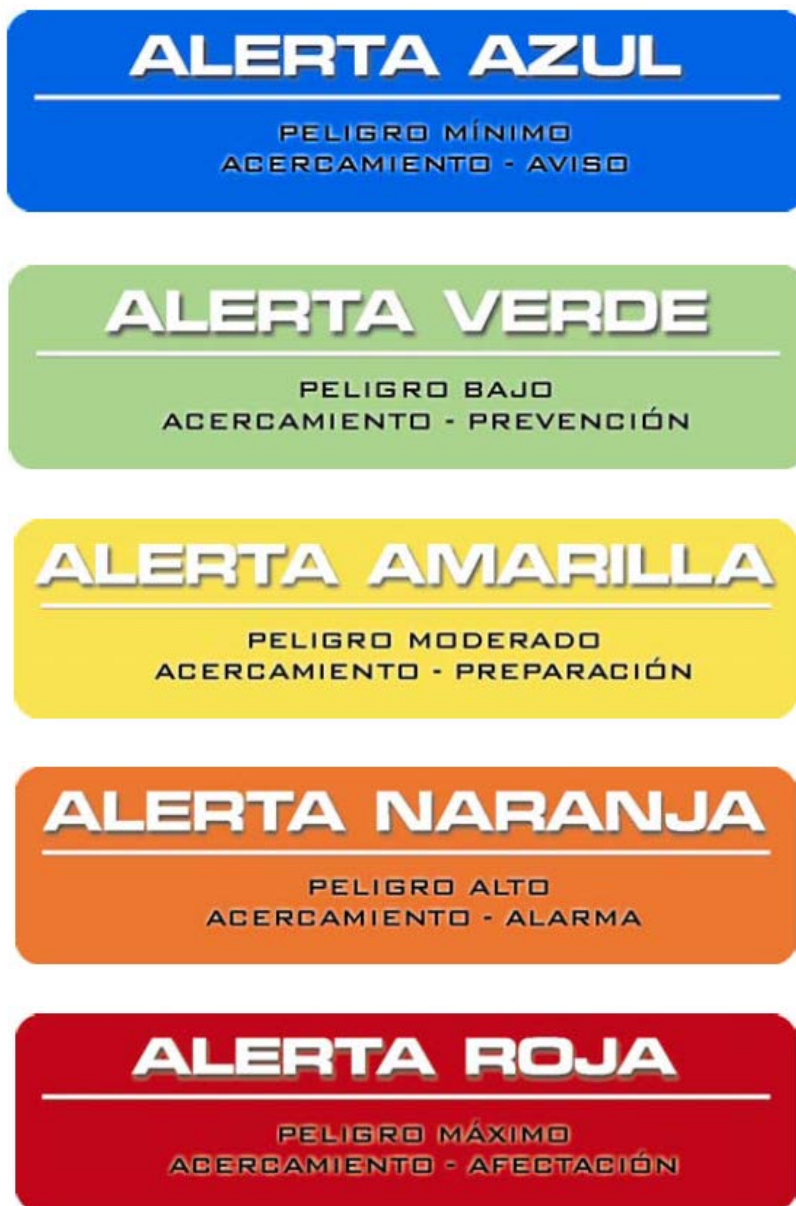 ALERTA AZUL
PELIGRO MÍNIMO
ACERCAMIENTO - AVISO
ALERTA VERDE
PELIGRO BAJO
ACERCAMIENTO - PREVENCIÓN
ALERTA AMARILLA
PELIGRO MODERADO
ACERCAMIENTO - PREPARACIÓN
ALERTA NARANJA
PELIGRO ALTO
ACERCAMIENTO - ALARMA
ALERTA ROJA
PELIGRO MÁXIMO
ACERCAMIENTO - AFECTACIÓN